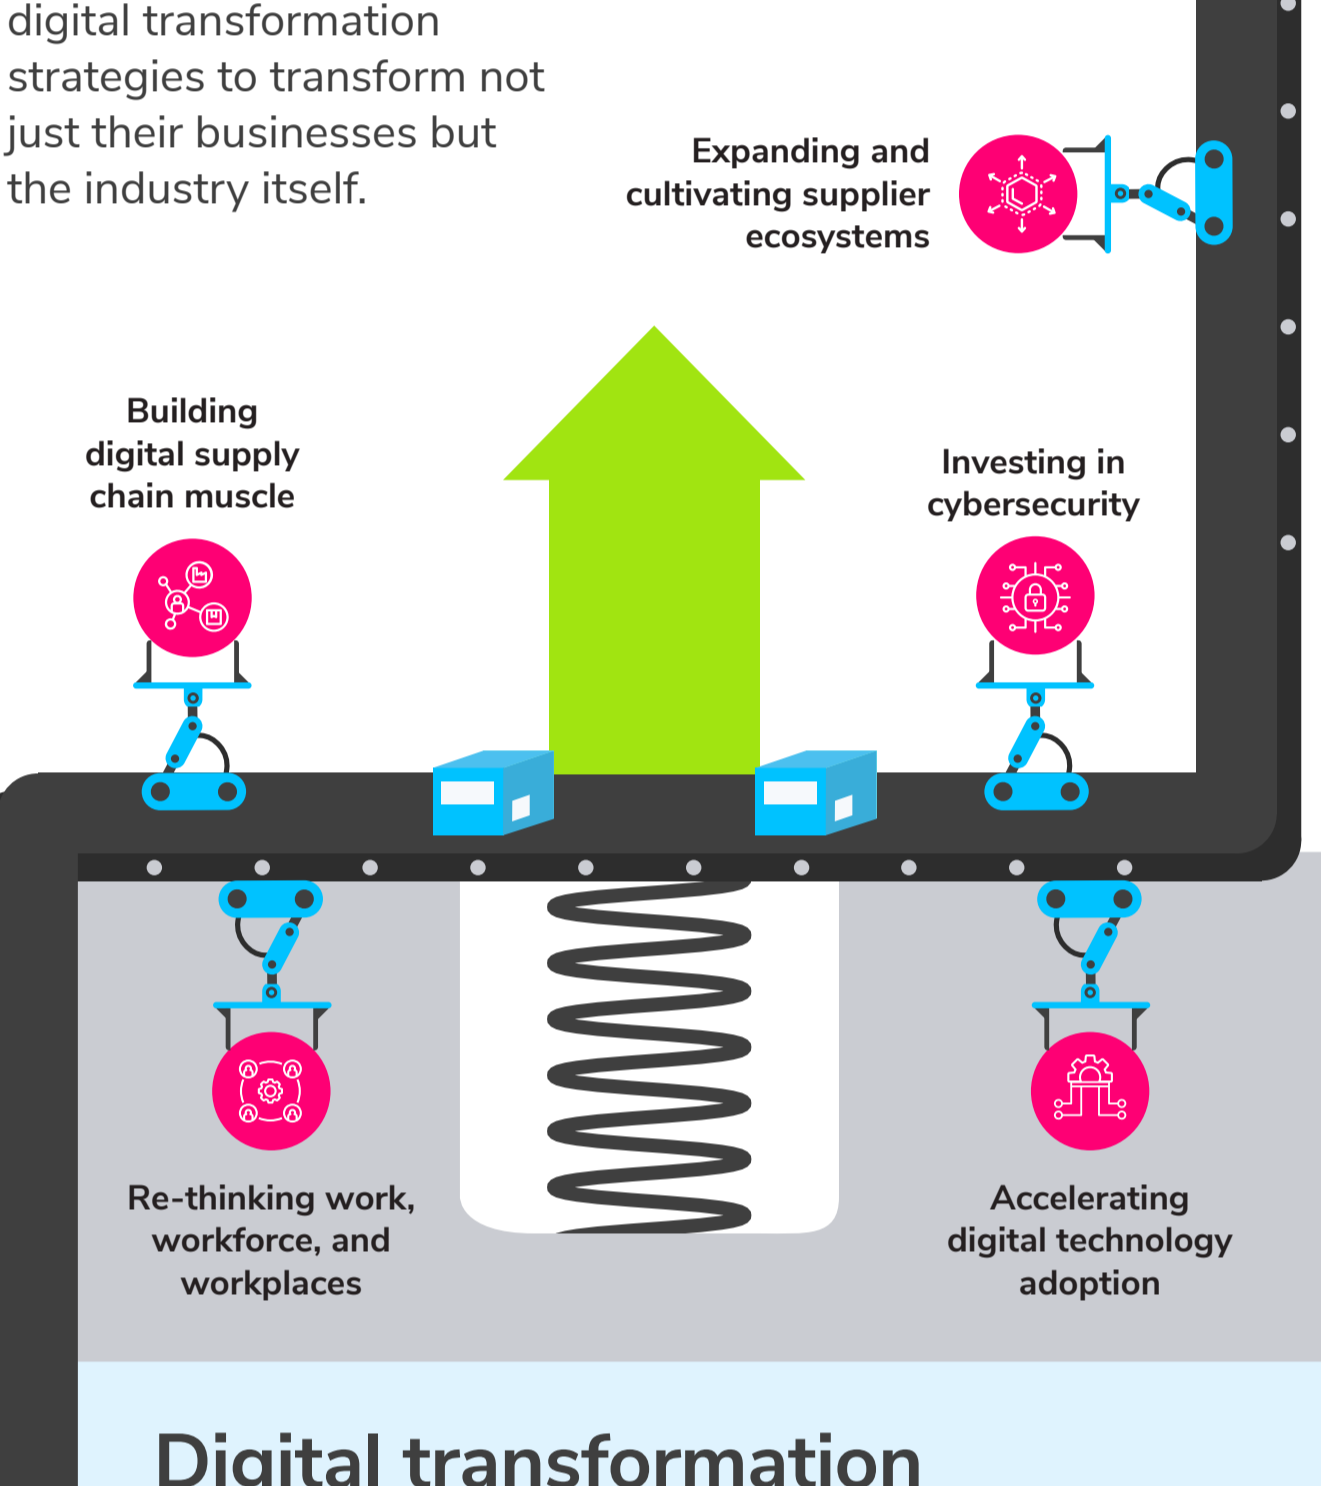 digital transformation
strategies to transform not
just their businesses but
the industry itself.
Expanding and
cultivating supplier
ecosystems
Building
digital supply
chain muscle
Investing in
cybersecurity
Re-thinking work,
workforce, and
workplaces
Accelerating
digital technology
adoption
Digital transformation